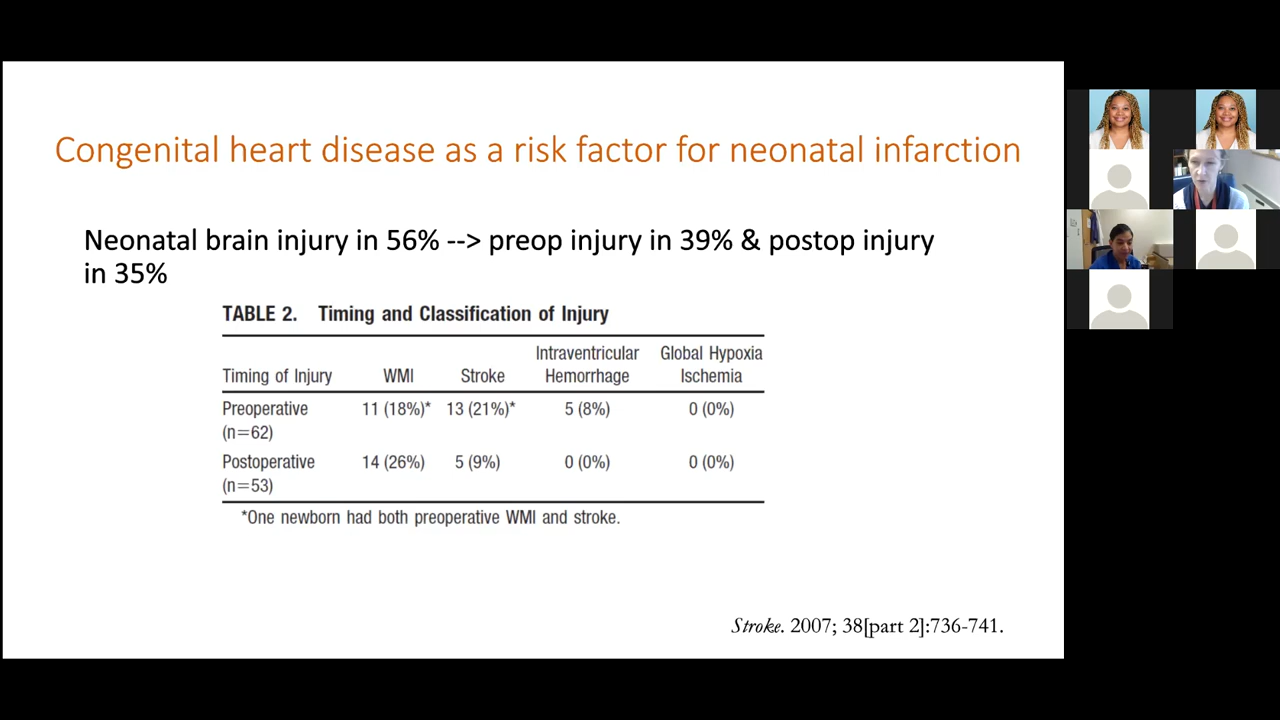 Congenital heart disease as a risk factor for neonatal infarction
Neonatal brain injury in 56% --> preop injury in 39% & postop injury
in 35%
TABLE 2. Timing and Classification of Injury
Intraventricular Global Hypoxia
Timing of Injury WMI Stroke Hemorrhage Ischemia
Preoperative 11 (18%)* 13 (21%)* 5 (8%) 0 (0%)
(n=62)
Postoperative 14 (26%) 5 (9%) 0 (0%) 0 (0%)
(n=53)
*One newborn had both preoperative WMI and stroke.
Stroke. 2007; 38[part 2]:736-741.